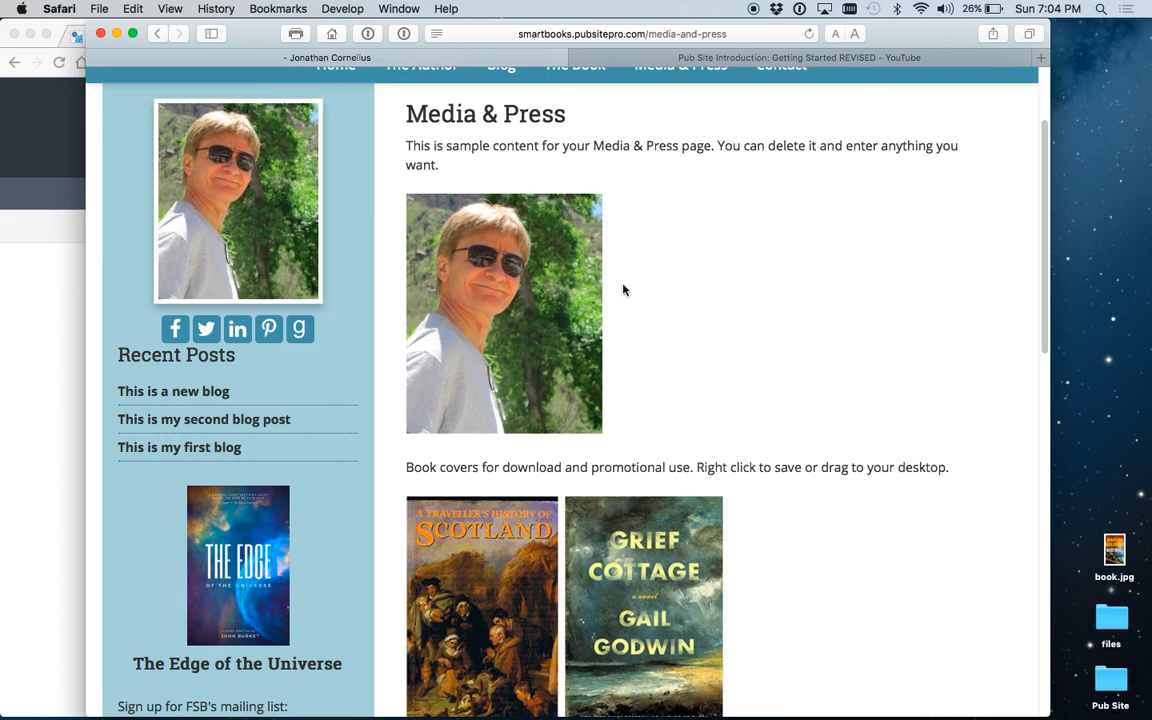 Safari File Edit View History Bookmarks Develop Window Help
26% Sun 7:04 PM
smartbooks.pubsitepro.com/media-and-press
A A
- Jonathan Cornelius
Pub Site Introduction: Getting Started REVISED - YouTube
Home The Author Blog The Book Media & Press Contact
Media & Press
This is sample content for your Media & Press page. You can delete it and enter anything you
want.
Recent Posts
This is a new blog
This is my second blog post
This is my first blog
THE EDGE
OF THE UNIVERSE
JOHN BURKE
The Edge of the Universe
Sign up for FSB's mailing list:
Book covers for download and promotional use. Right click to save or drag to your desktop.
A TRAVELLER'S HISTORY OF
SCOTLAND
GRIEF
COTTAGE
a novel
GAIL
GODWIN
book.jpg
files
Pub Site